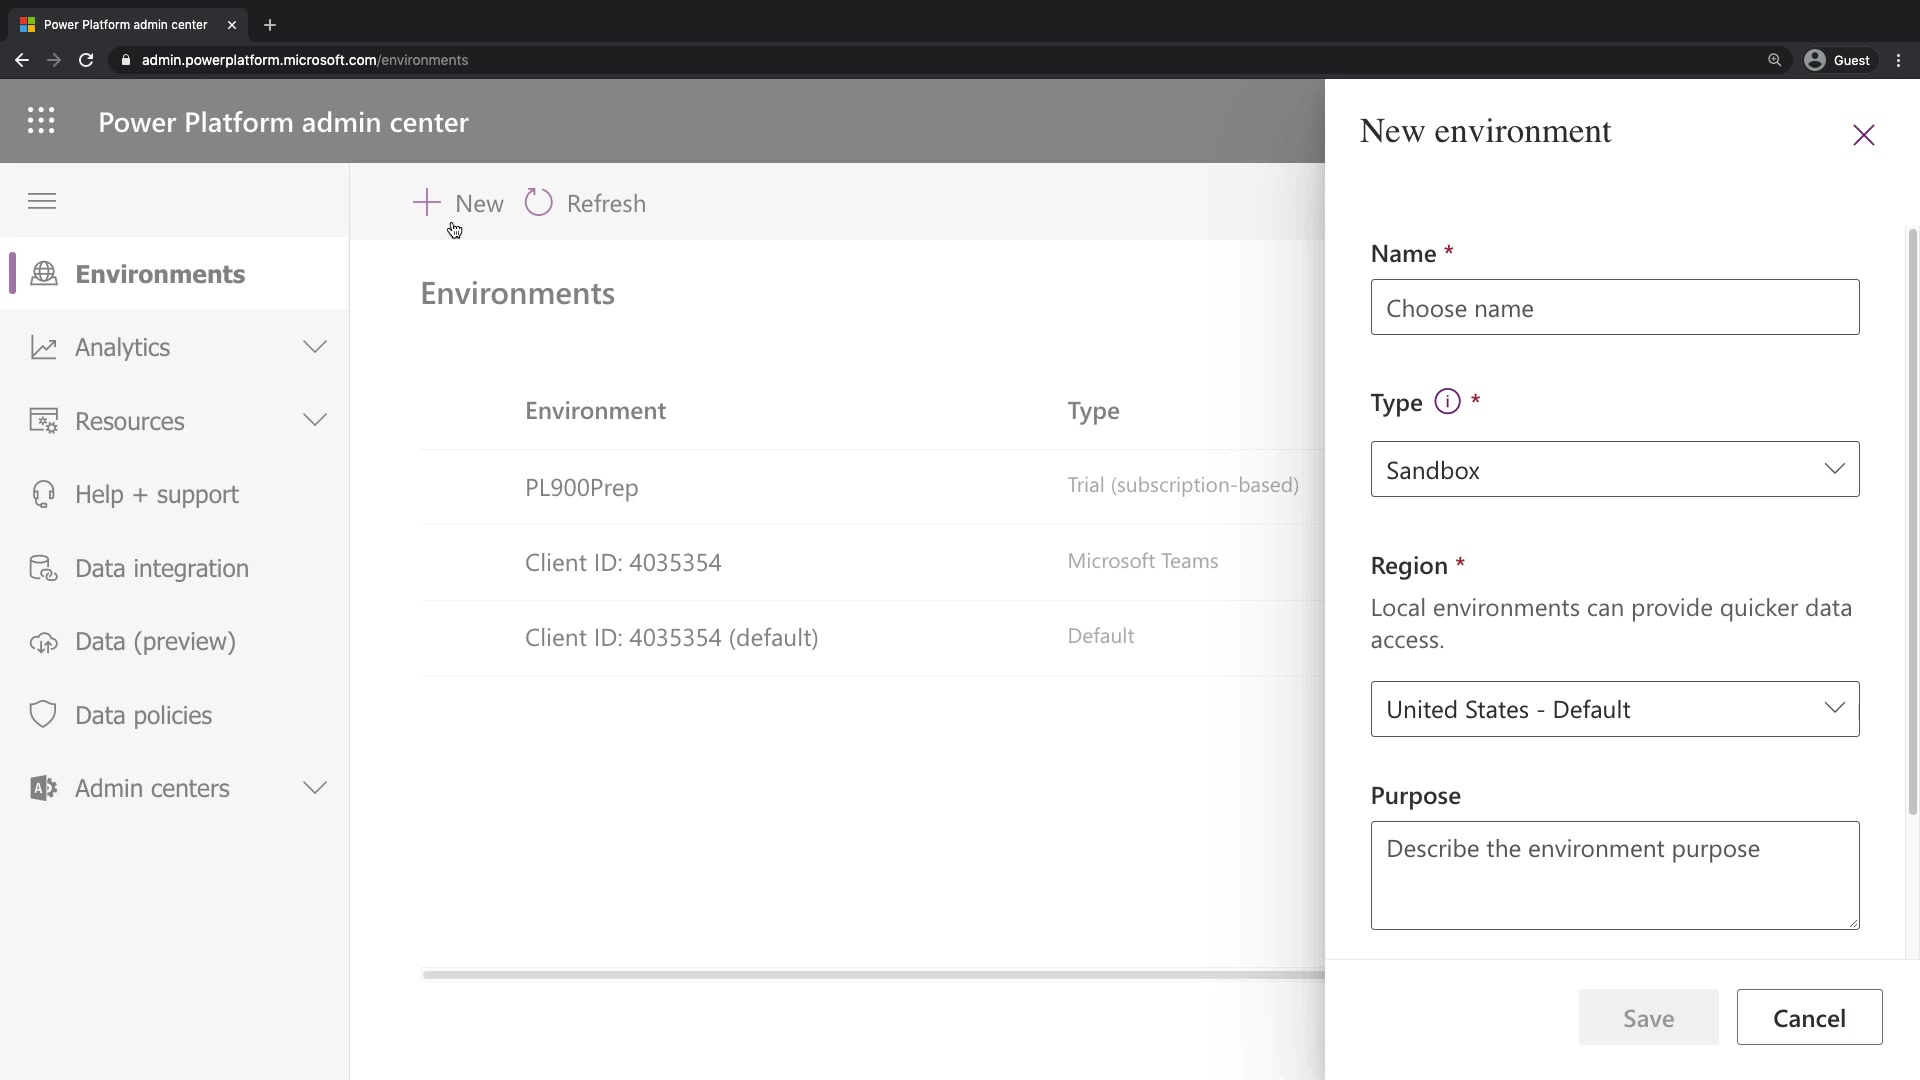 Power Platform admin center
admin.powerplatform.microsoft.com/environments
Guest
Power Platform admin center
New
Refresh
Environments
Analytics
Resources
Help + support
Data integration
Data (preview)
Data policies
Admin centers
Environments
Environment Type
PL900Prep Trial (subscription-based)
Client ID: 4035354 Microsoft Teams
Client ID: 4035354 (default) Default
New environment
Name *
Choose name
Type *
Sandbox
Region *
Local environments can provide quicker data
access.
United States - Default
Purpose
Describe the environment purpose
Save
Cancel